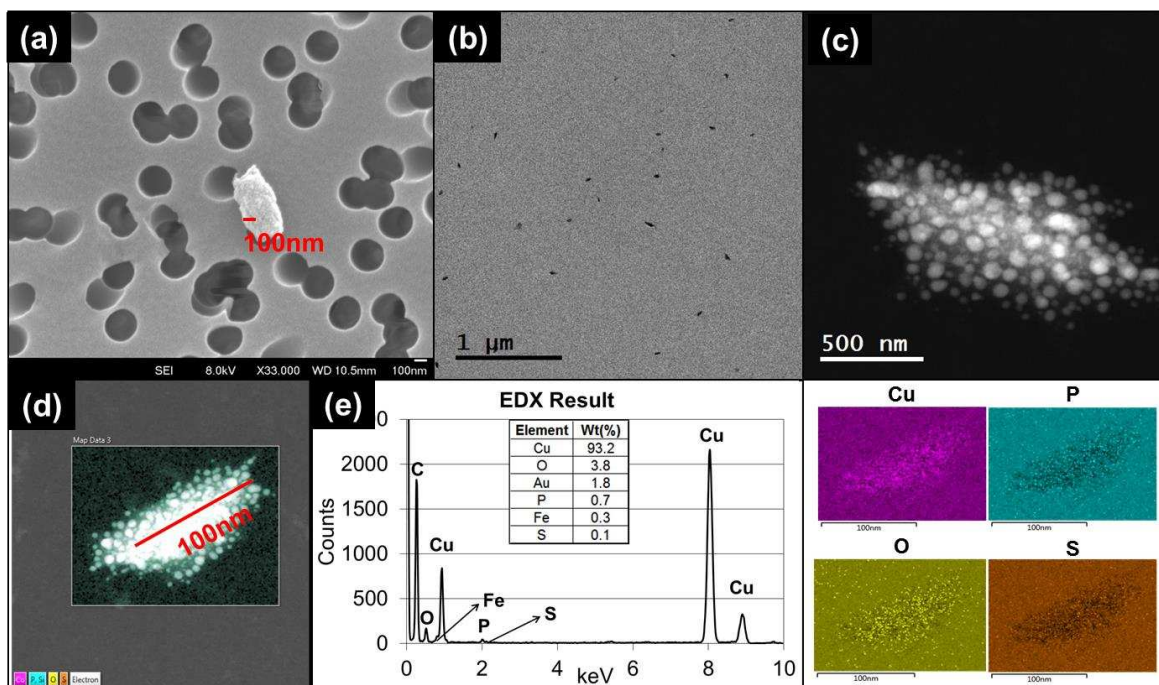 (a)
100nm
SEI 8.0kV X33.000 WD 10.5mm 100nm
(b)
1 µm
(c)
500 nm
(d)
Map Data 3
100nm
Cu P, Si O S Electron
(e)
EDX Result
Element Wt(%)
Cu 93.2
O 3.8
Au 1.8
P 0.7
Fe 0.3
S 0.1
2000
1500
1000
500
0
Counts
C
O
Cu
Fe
P
S
Cu
Cu
0 2 4 6 8 10
keV
Cu
100nm
P
100nm
O
100nm
S
100nm